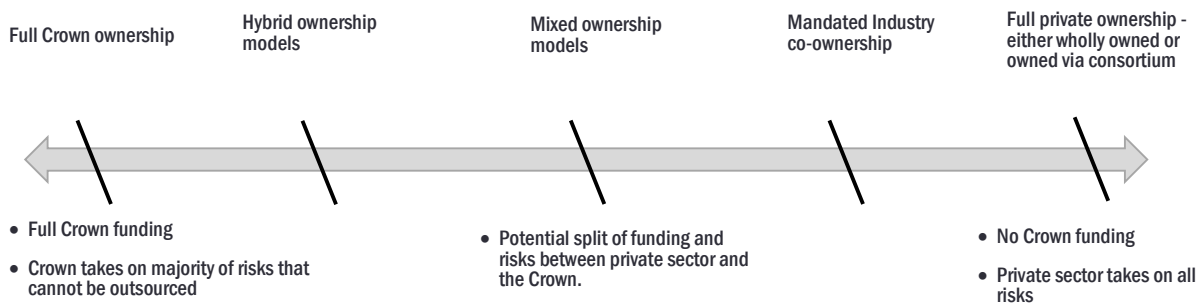 Full Crown ownership
Hybrid ownership
models
Mixed ownership
models
Mandated Industry
co-ownership
Full private ownership -
either wholly owned or
owned via consortium
• Full Crown funding
• Crown takes on majority of risks that
cannot be outsourced
• Potential split of funding and
risks between private sector and
the Crown.
• No Crown funding
• Private sector takes on all
risks